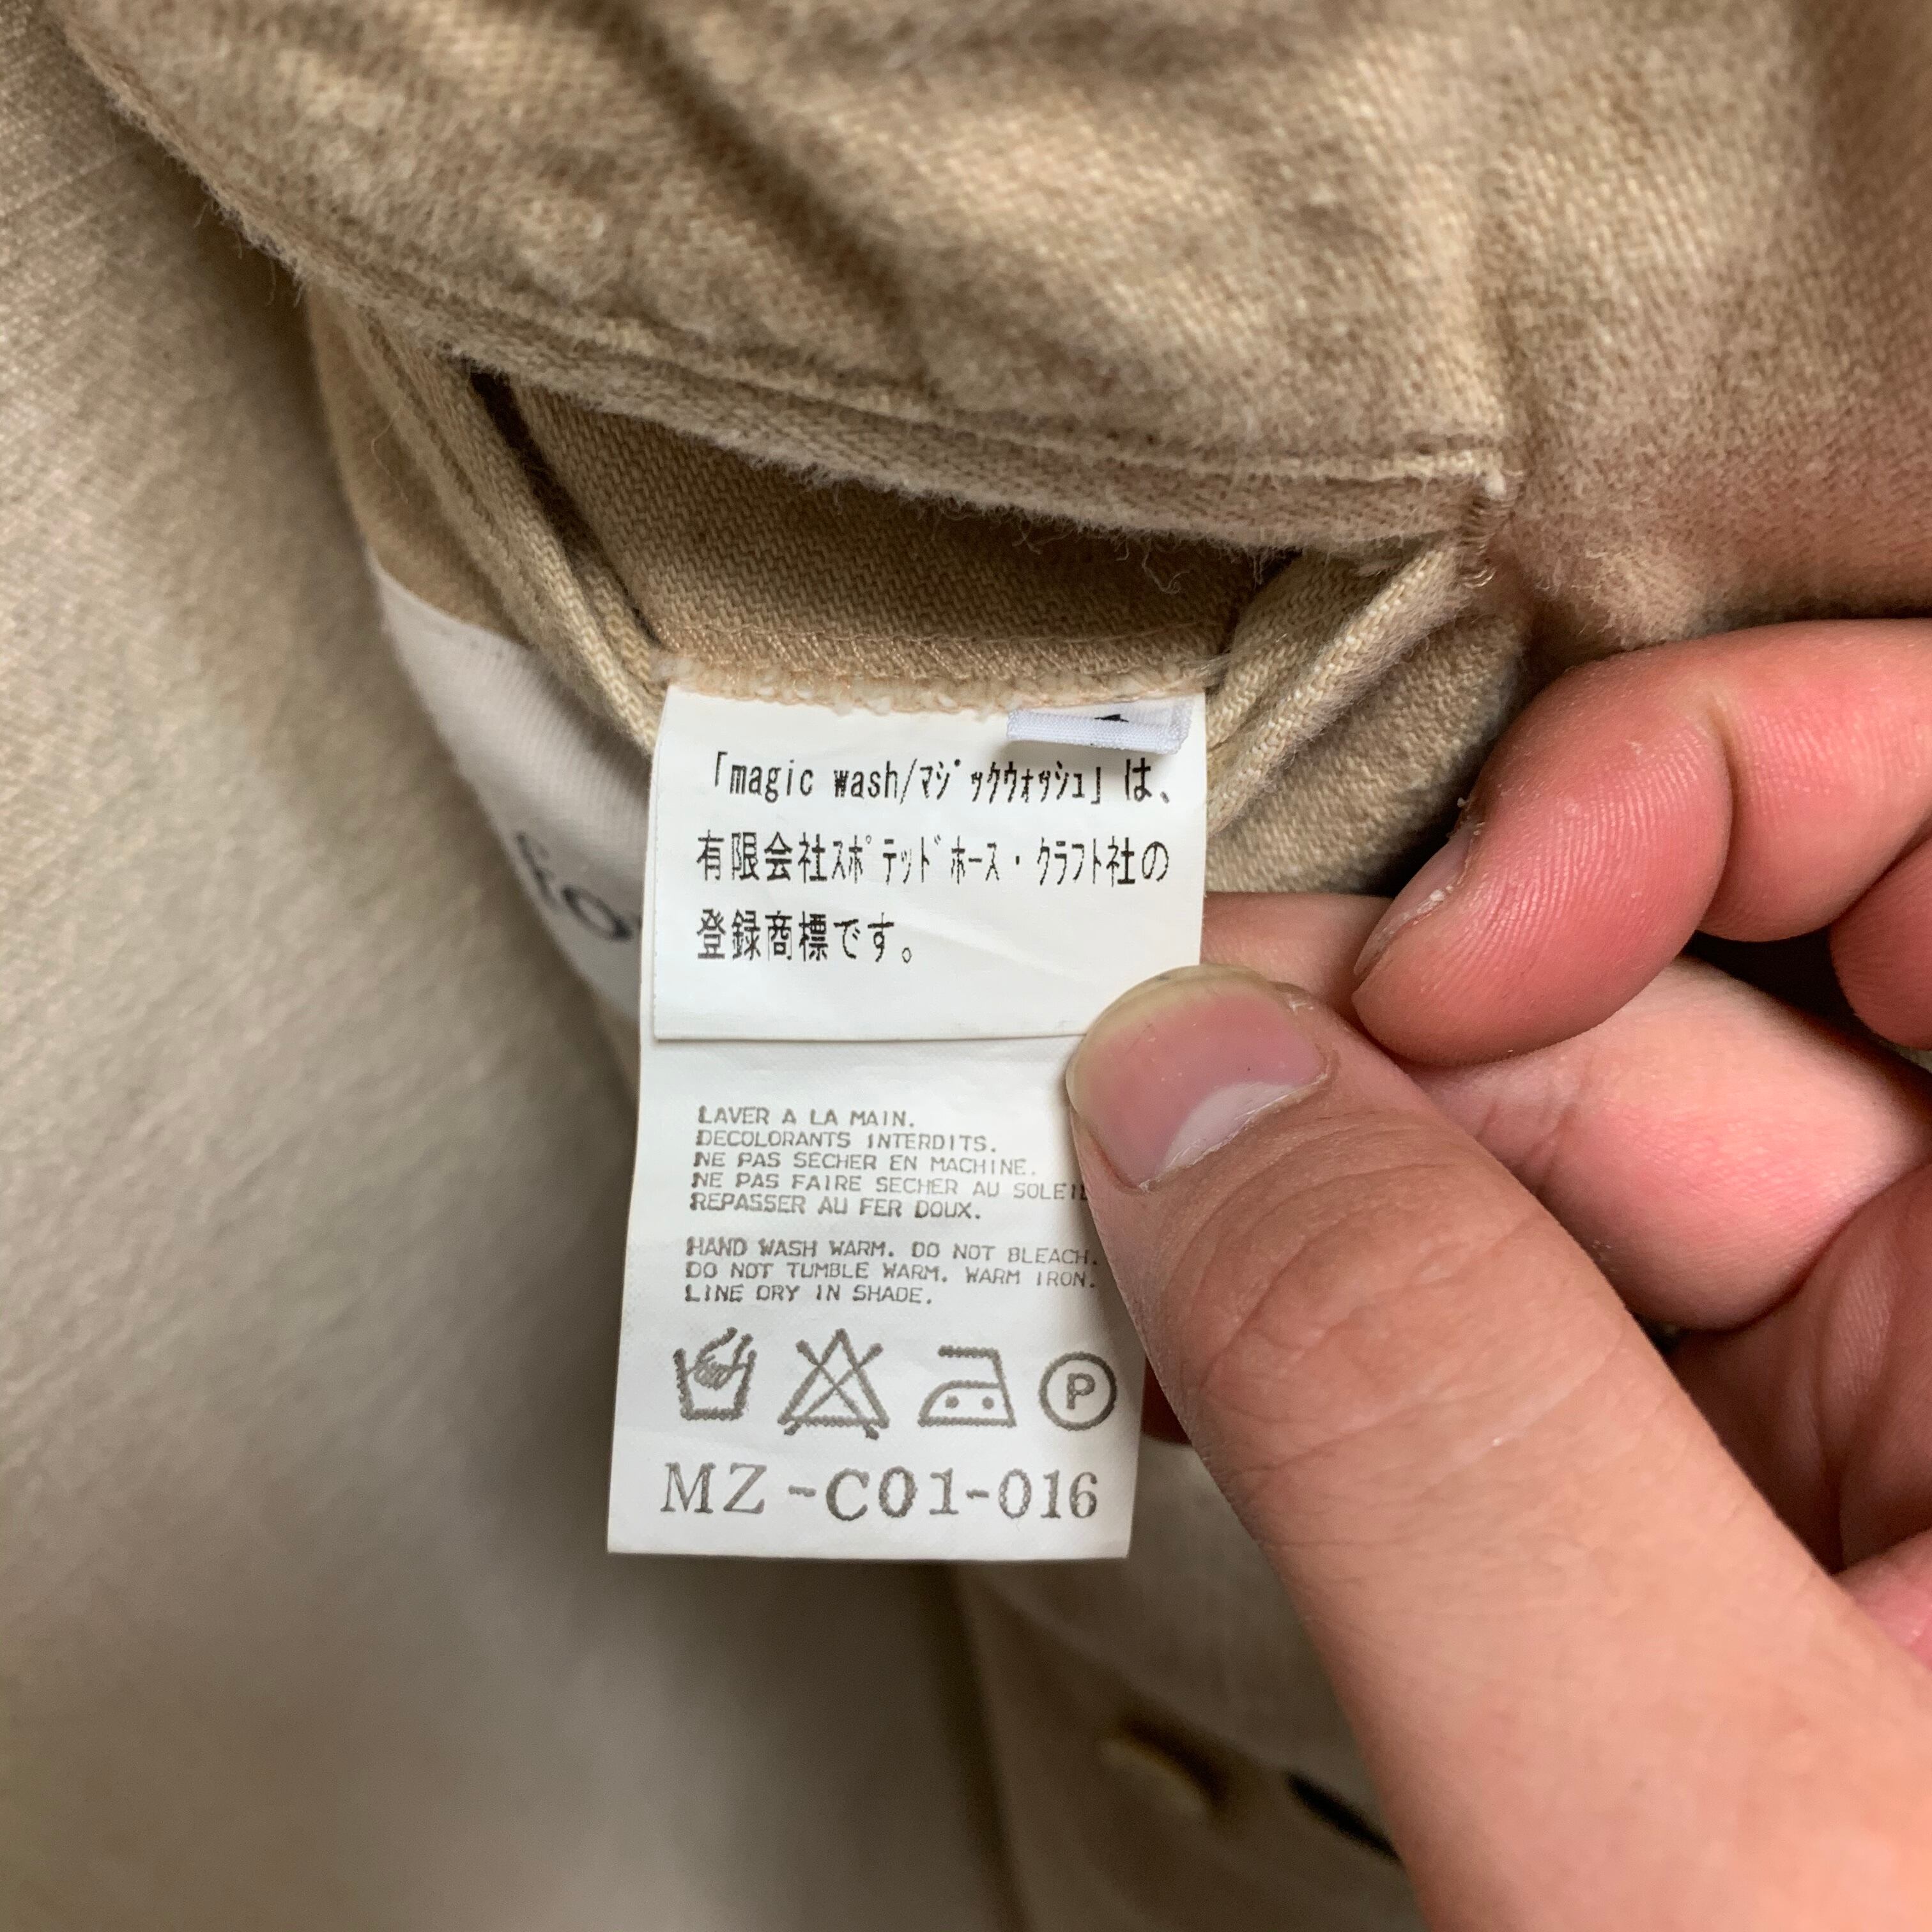 「magic wash/マジックウォッシュ」は、
有限会社スポテッドホース・クラフト社の
登録商標です。
LAVER A LA MAIN.
DECOLORANTS INTERDITS.
NE PAS SECHER EN MACHINE.
NE PAS FAIRE SECHER AU SOLEIL
REPASSER AU FER DOUX.
HAND WASH WARM. DO NOT BLEACH.
DO NOT TUMBLE WARM. WARM IRON.
LINE DRY IN SHADE.
P
MZ-C01-016